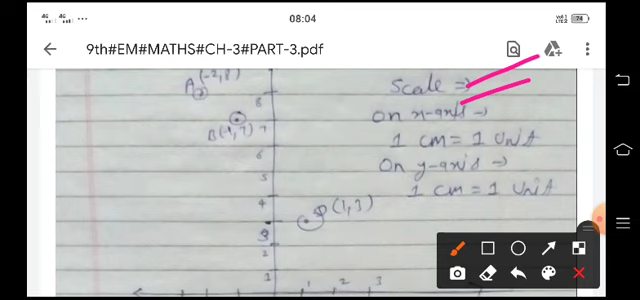 08:04
74
9th#EM#MATHS#CH-3#PART-3.pdf
A (-2,8)
Scale ⇒
8
On x-axis →
B(-1,7) 7
1 cm = 1 Unit
6
On y-axis →
5
1 cm = 1 Unit
4
D(1,3)
3
2
1
1 2 3